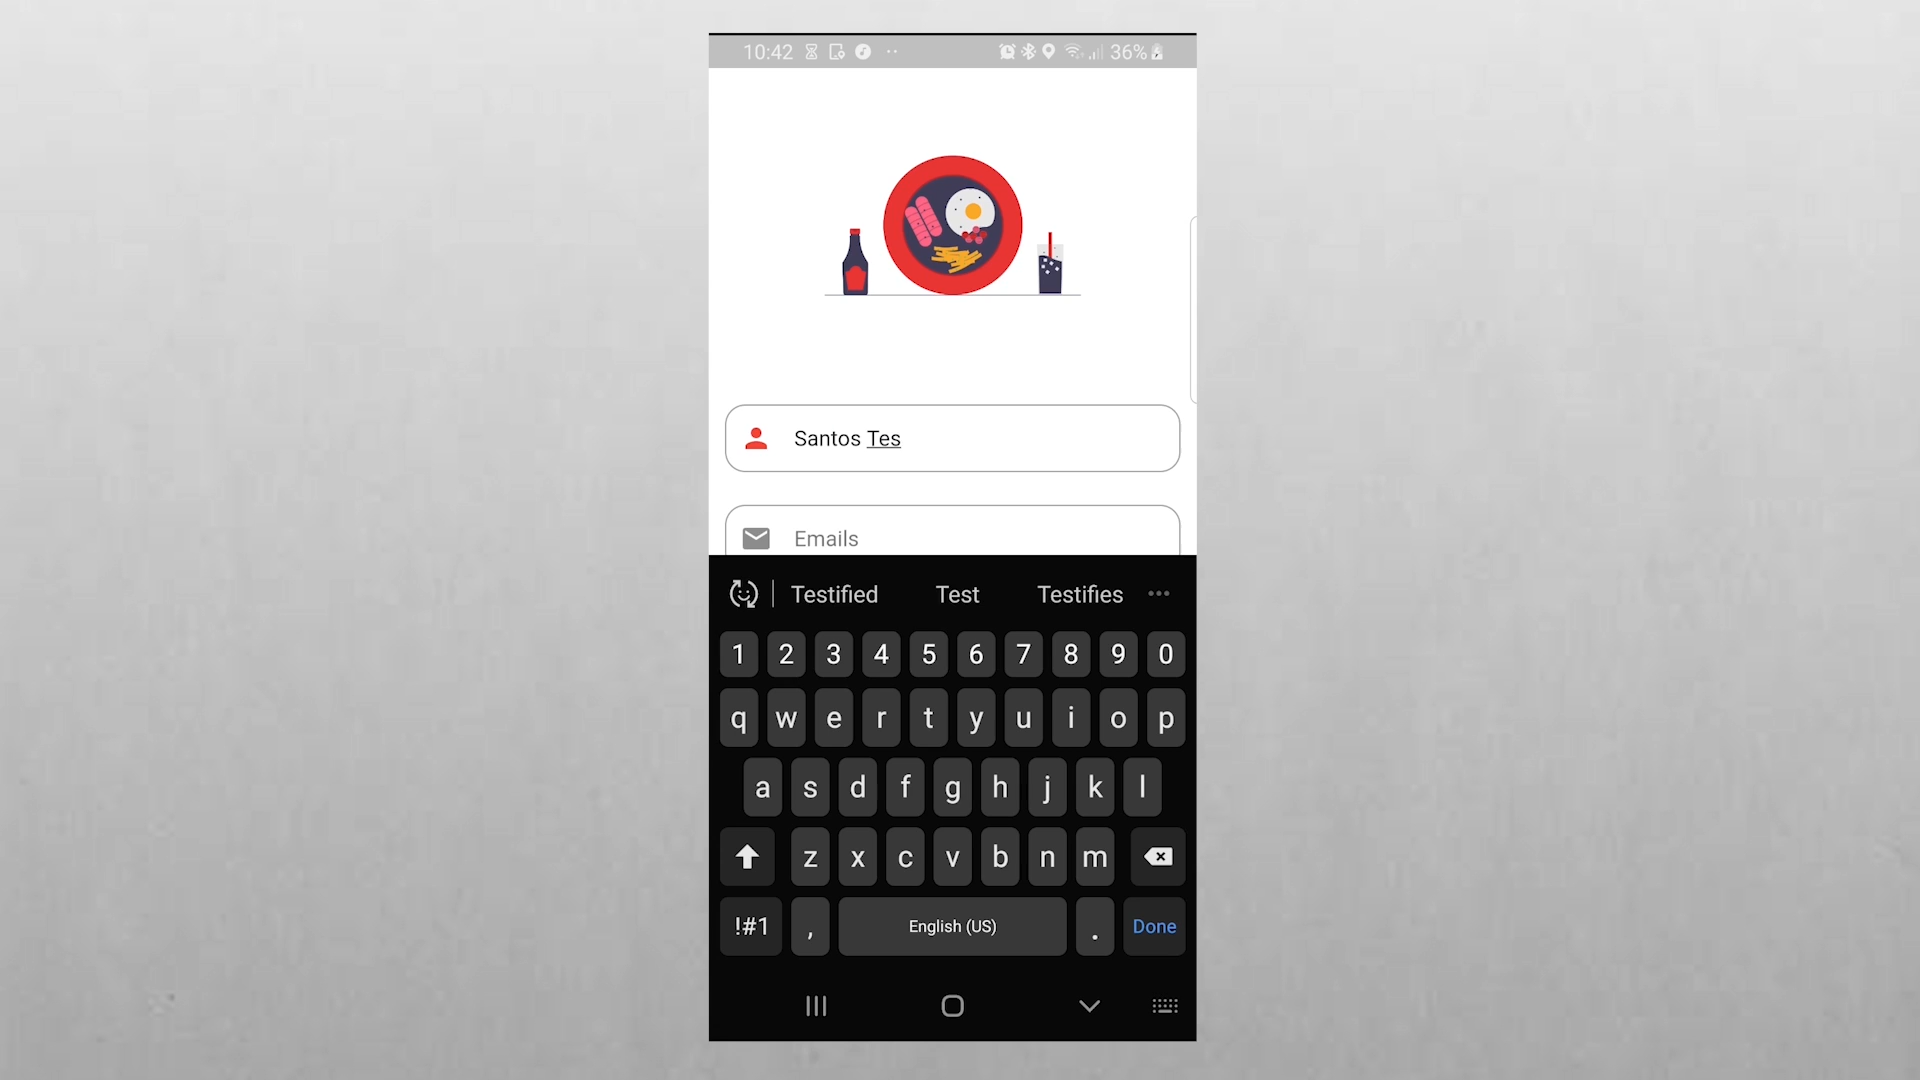 10:42 36%
Santos Tes
Emails
Testified Test Testifies
1 2 3 4 5 6 7 8 9 0
q w e r t y u i o p
a s d f g h j k l
z x c v b n m
!#1 , English (US) . Done